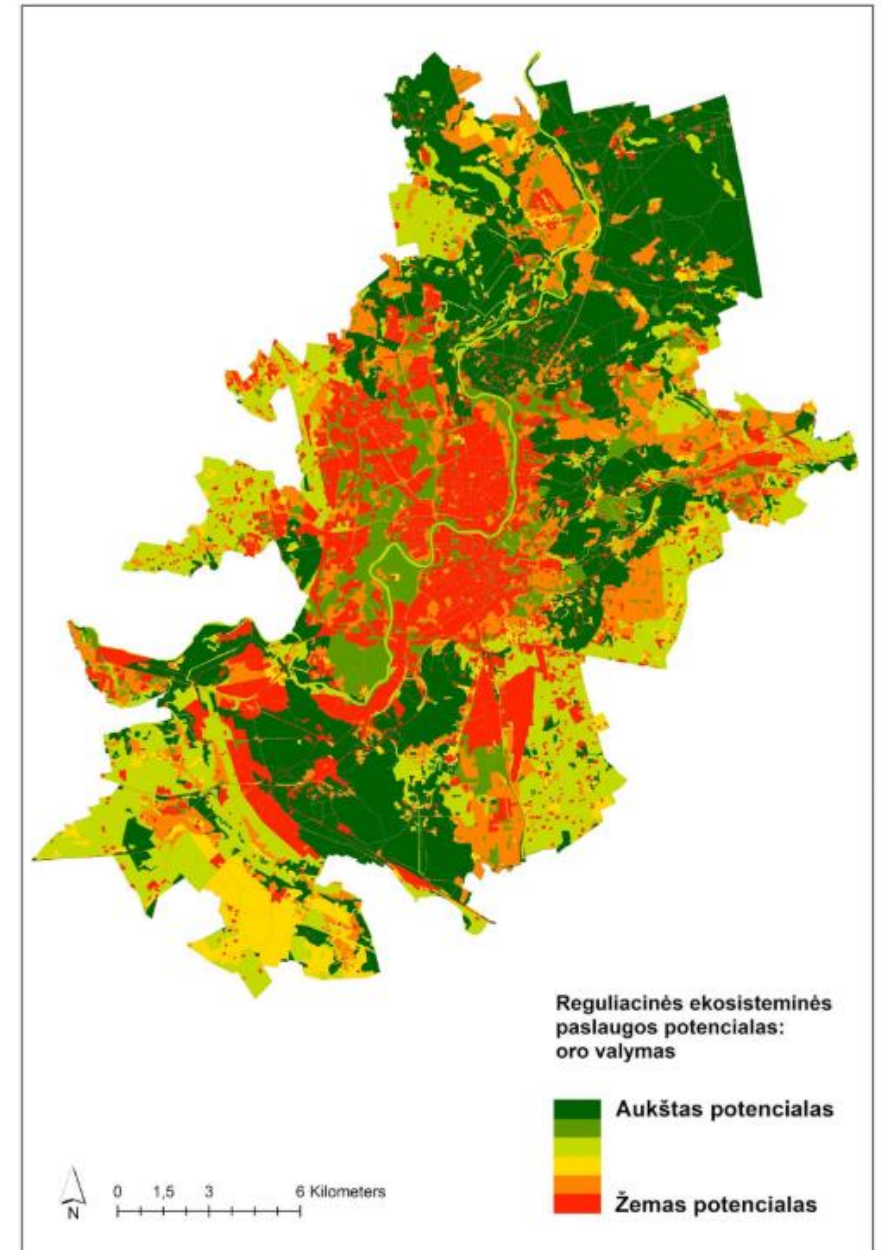 Reguliacinės ekosisteminės
paslaugos potencialas:
oro valymas
Aukštas potencialas
Žemas potencialas
N
0 1,5 3 6 Kilometers